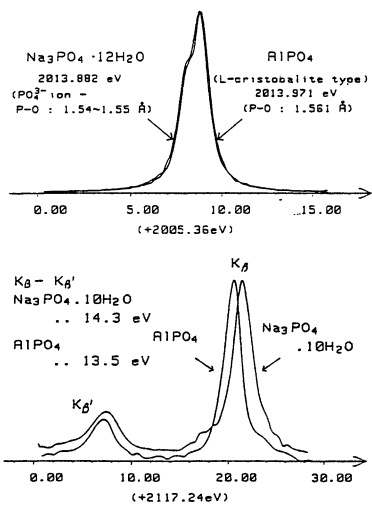 Na3PO4 ·12H2O
2013.882 eV
(PO4³⁻ ion -
P-O : 1.54~1.55 Å)
AlPO4
(L-cristobalite type)
2013.971 eV
(P-O : 1.561 Å)
0.00 5.00 10.00 15.00
(+2005.36eV)
Kβ - Kβ'
Na3PO4 .10H2O
.. 14.3 eV
AlPO4
.. 13.5 eV
Kβ
AlPO4
Na3PO4
.10H2O
Kβ'
0.00 10.00 20.00 30.00
(+2117.24eV)